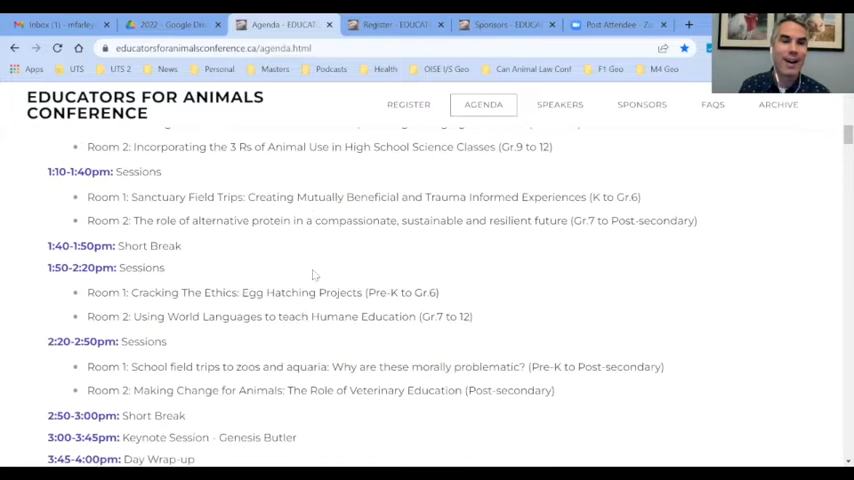 Inbox (1) - mfarley
2022 - Google Dri
Agenda - EDUCAT
Register - EDUCAT
Sponsors - EDUCA
Post Attendee - Zo
educatorsforanimalsconference.ca/agenda.html
Apps UTS UTS 2 News Personal Masters Podcasts Health OISE I/S Geo Can Animal Law Conf F1 Geo M4 Geo
EDUCATORS FOR ANIMALS
CONFERENCE
REGISTER AGENDA SPEAKERS SPONSORS FAQS ARCHIVE
Room 2: Incorporating the 3 Rs of Animal Use in High School Science Classes (Gr.9 to 12)
1:10-1:40pm: Sessions
Room 1: Sanctuary Field Trips: Creating Mutually Beneficial and Trauma Informed Experiences (K to Gr.6)
Room 2: The role of alternative protein in a compassionate, sustainable and resilient future (Gr.7 to Post-secondary)
1:40-1:50pm: Short Break
1:50-2:20pm: Sessions
Room 1: Cracking The Ethics: Egg Hatching Projects (Pre-K to Gr.6)
Room 2: Using World Languages to teach Humane Education (Gr.7 to 12)
2:20-2:50pm: Sessions
Room 1: School field trips to zoos and aquaria: Why are these morally problematic? (Pre-K to Post-secondary)
Room 2: Making Change for Animals: The Role of Veterinary Education (Post-secondary)
2:50-3:00pm: Short Break
3:00-3:45pm: Keynote Session - Genesis Butler
3:45-4:00pm: Day Wrap-up